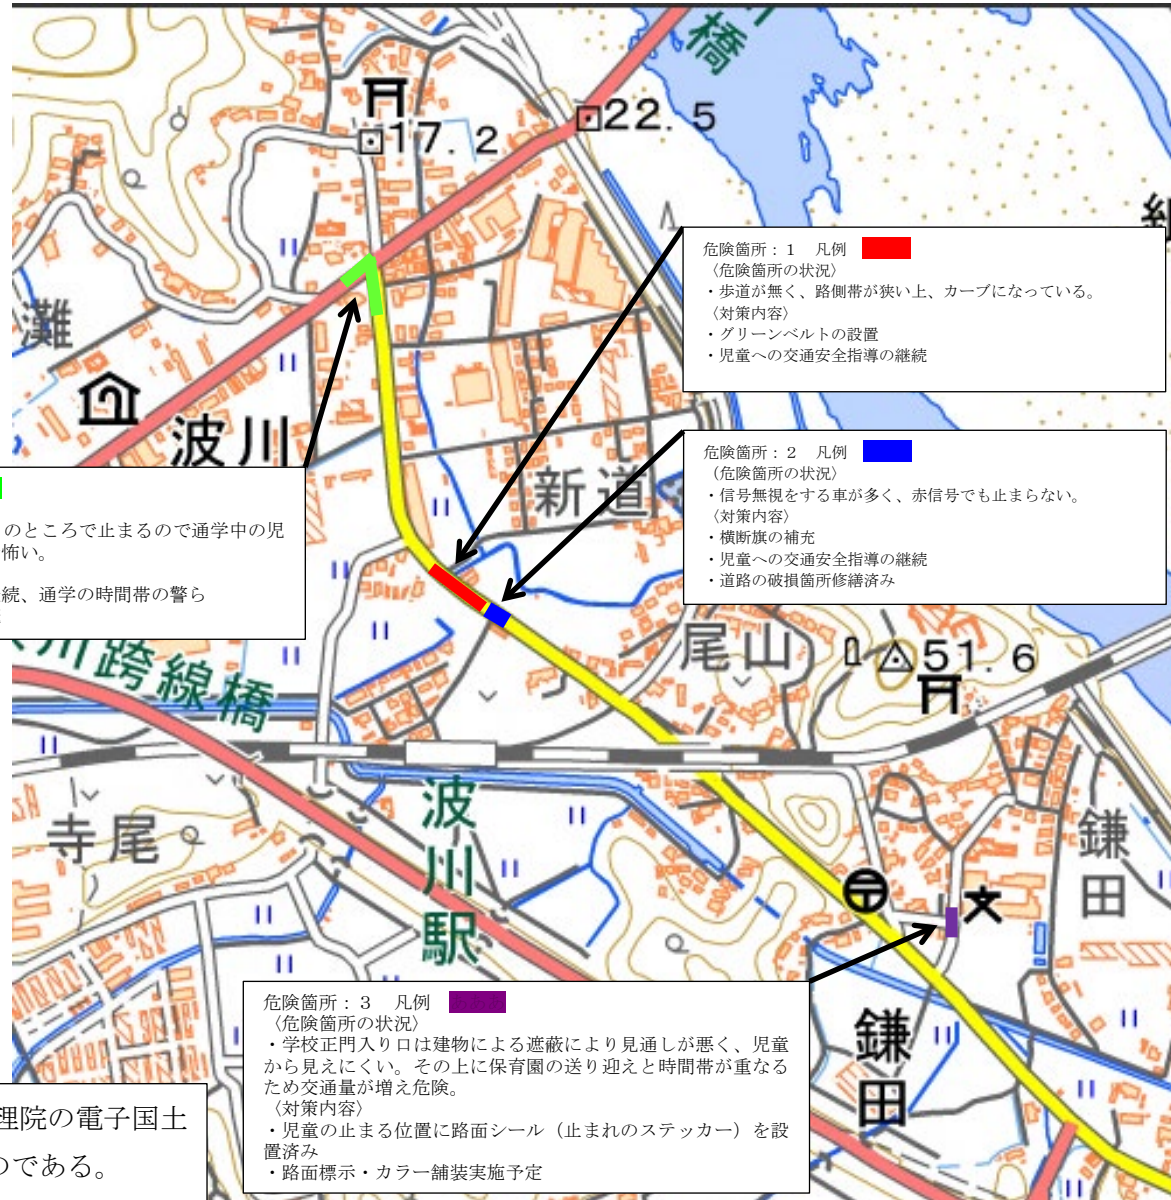 橋
22.5
17.2
灘
波川
新道
危険箇所：1　凡例
〈危険箇所の状況〉
・歩道が無く、路側帯が狭い上、カーブになっている。
〈対策内容〉
・グリーンベルトの設置
・児童への交通安全指導の継続
危険箇所：2　凡例
（危険箇所の状況）
・信号無視をする車が多く、赤信号でも止まらない。
〈対策内容〉
・横断旗の補充
・児童への交通安全指導の継続
・道路の破損箇所修繕済み
のところで止まるので通学中の児
怖い。
続、通学の時間帯の警ら
川跨線橋
尾山
51.6
寺尾
波川駅
鎌田
鎌田
危険箇所：3　凡例
〈危険箇所の状況〉
・学校正門入り口は建物による遮蔽により見通しが悪く、児童
から見えにくい。その上に保育園の送り迎えと時間帯が重なる
ため交通量が増え危険。
〈対策内容〉
・児童の止まる位置に路面シール（止まれのステッカー）を設
置済み
・路面標示・カラー舗装実施予定
理院の電子国土
のである。